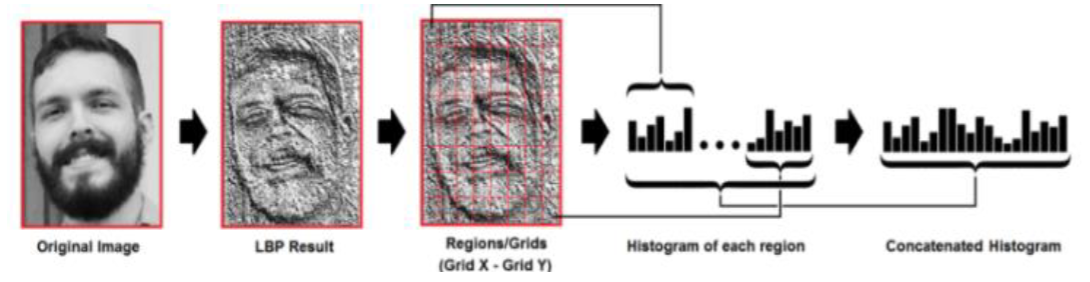 Original Image
LBP Result
Regions/Grids
(Grid X - Grid Y)
Histogram of each region
Concatenated Histogram